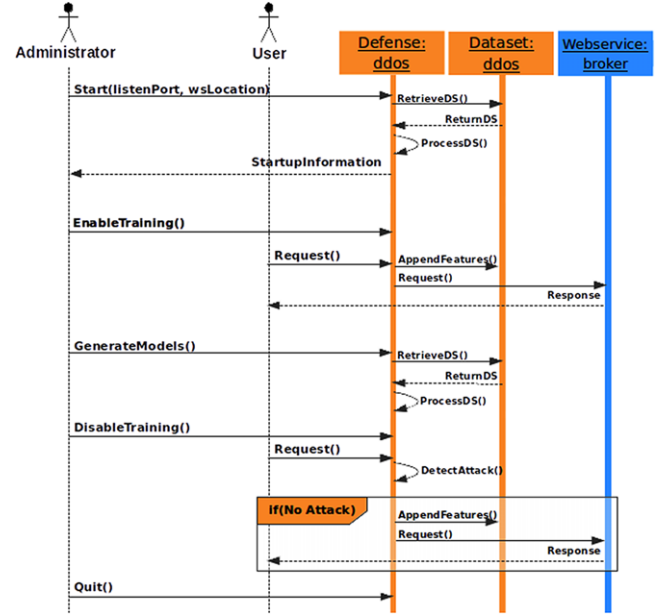 Administrator
User
Defense:
ddos
Dataset:
ddos
Webservice:
broker
Start(listenPort, wsLocation)
RetrieveDS()
ReturnDS
ProcessDS()
StartupInformation
EnableTraining()
Request()
AppendFeatures()
Request()
Response
GenerateModels()
RetrieveDS()
ReturnDS
ProcessDS()
DisableTraining()
Request()
DetectAttack()
If(No Attack)
AppendFeatures()
Request()
Response
Quit()